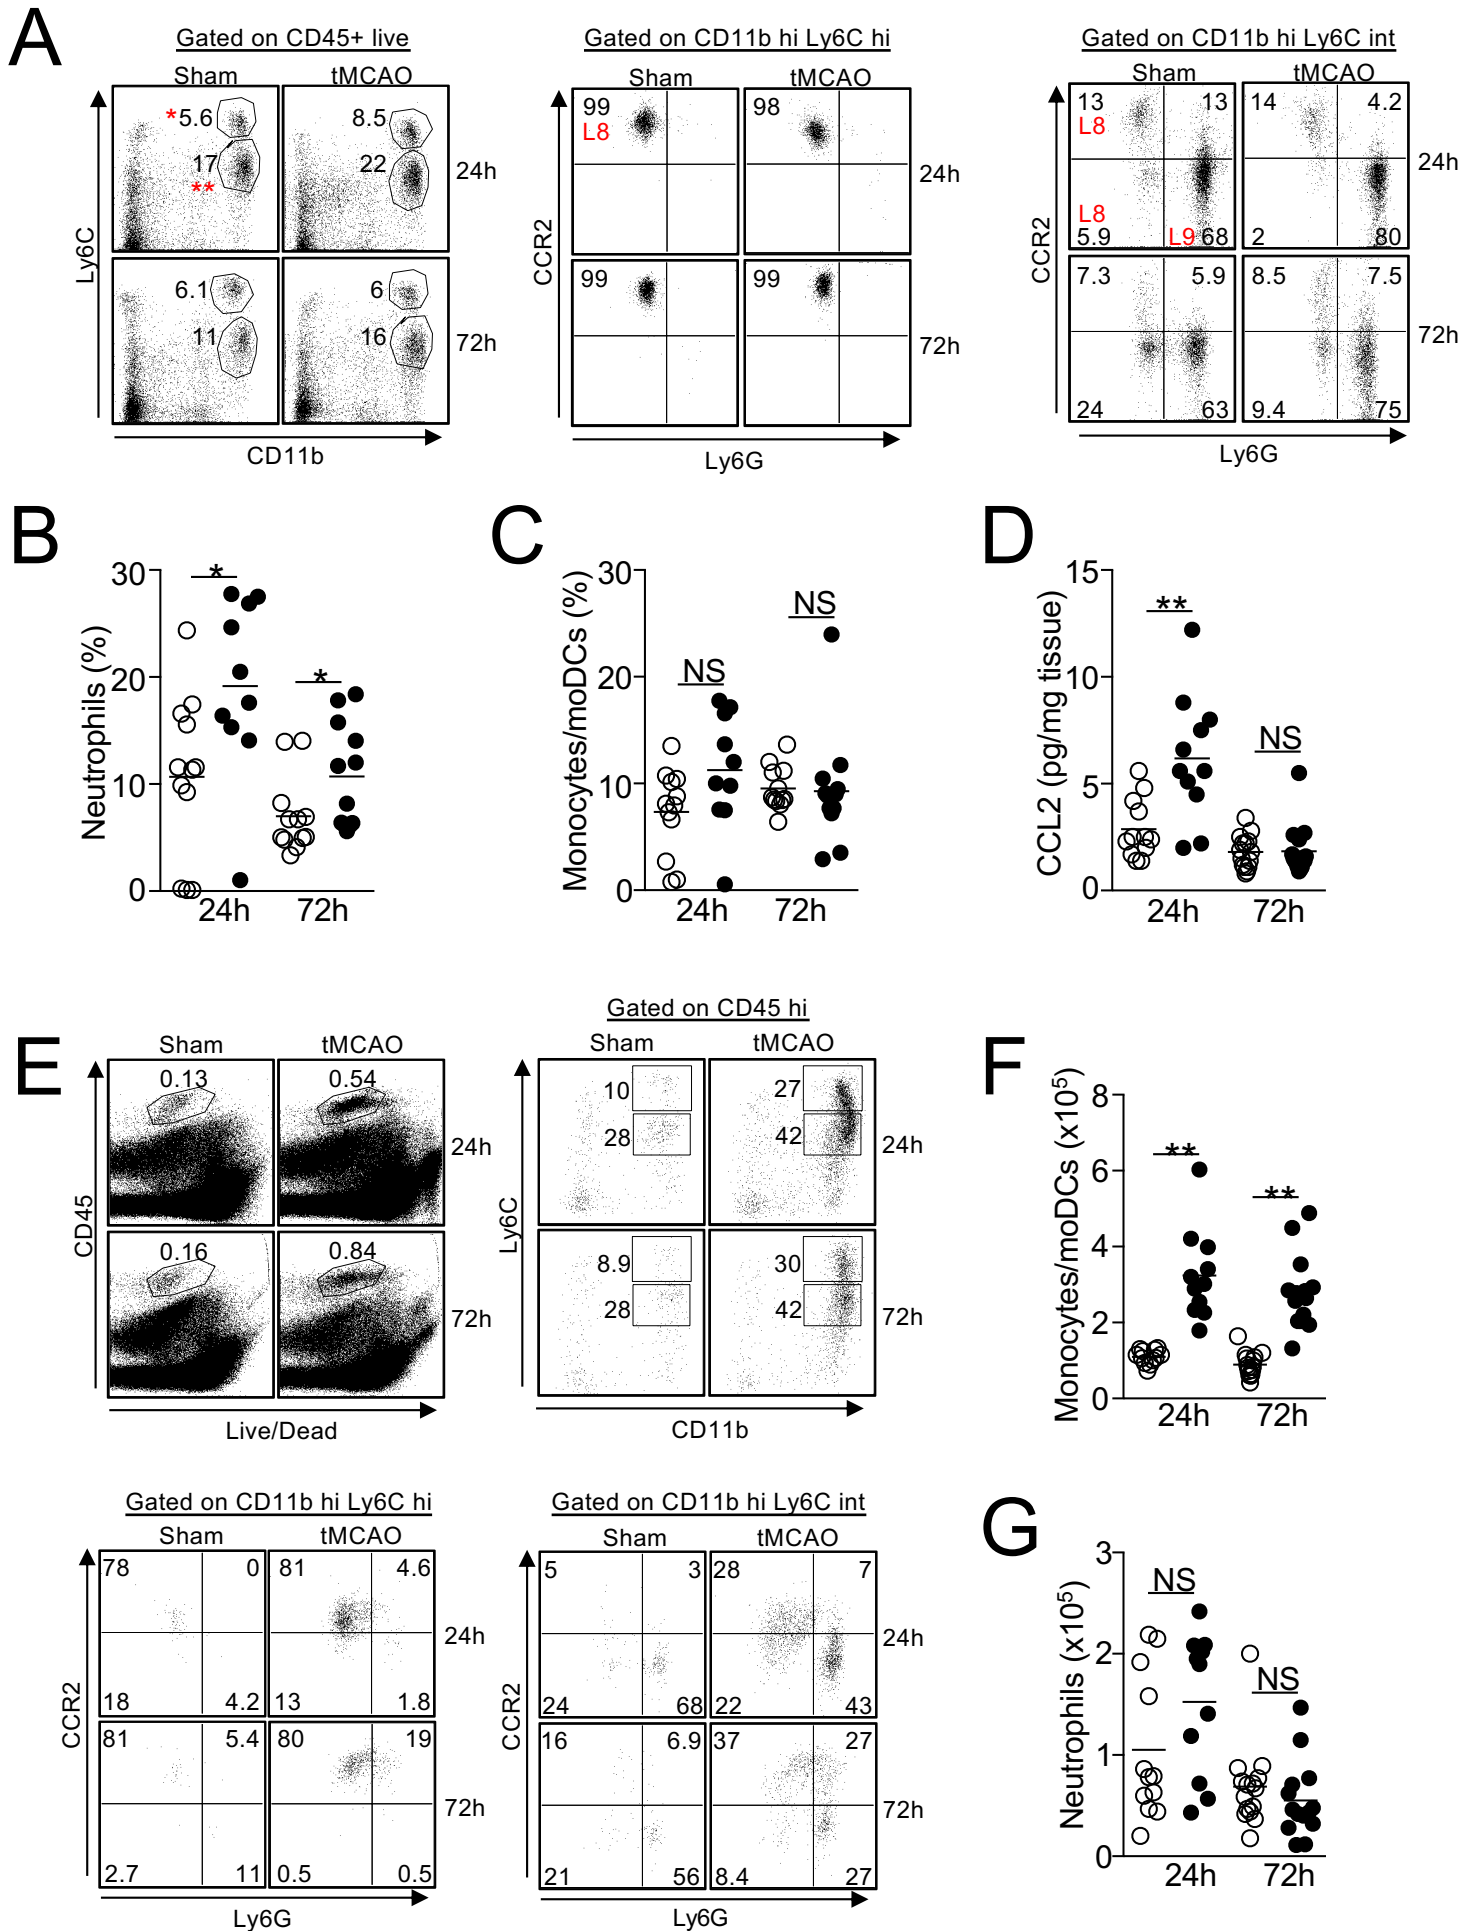 A
Gated on CD45+ live
Sham
tMCAO
*5.6
17
**
8.5
22
24h
6.1
11
6
16
72h
Ly6C
CD11b
Gated on CD11b hi Ly6C hi
Sham
tMCAO
99
L8
98
24h
99
99
72h
CCR2
Ly6G
Gated on CD11b hi Ly6C int
Sham
tMCAO
13
13
L8
L8
5.9
L9 68
14
4.2
2
80
24h
7.3
5.9
24
63
8.5
7.5
9.4
75
72h
CCR2
Ly6G
B
Neutrophils (%)
30
20
10
0
*
*
24h
72h
C
Monocytes/moDCs (%)
30
20
10
0
NS
NS
24h
72h
D
CCL2 (pg/mg tissue)
15
10
5
0
**
NS
24h
72h
E
Sham
tMCAO
0.13
0.54
24h
0.16
0.84
72h
CD45
Live/Dead
Gated on CD45 hi
Sham
tMCAO
10
28
27
42
24h
8.9
28
30
42
72h
Ly6C
CD11b
F
Monocytes/moDCs (x10⁵)
8
6
4
2
0
**
**
24h
72h
Gated on CD11b hi Ly6C hi
Sham
tMCAO
78
0
18
4.2
81
4.6
13
1.8
24h
81
5.4
2.7
11
80
19
0.5
0.5
72h
CCR2
Ly6G
Gated on CD11b hi Ly6C int
Sham
tMCAO
5
3
24
68
28
7
22
43
24h
16
6.9
21
56
37
27
8.4
27
72h
CCR2
Ly6G
G
Neutrophils (x10⁵)
3
2
1
0
NS
NS
24h
72h